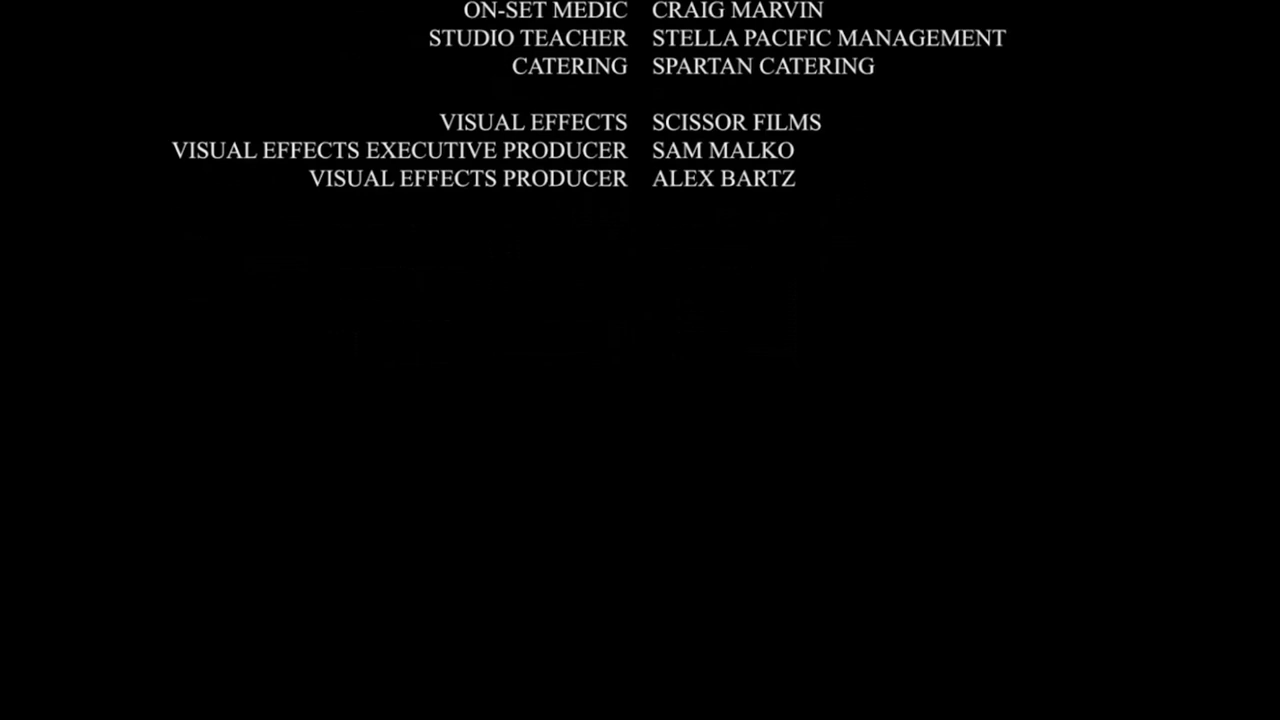 ON-SET MEDIC CRAIG MARVIN
STUDIO TEACHER STELLA PACIFIC MANAGEMENT
CATERING SPARTAN CATERING
VISUAL EFFECTS SCISSOR FILMS
VISUAL EFFECTS EXECUTIVE PRODUCER SAM MALKO
VISUAL EFFECTS PRODUCER ALEX BARTZ